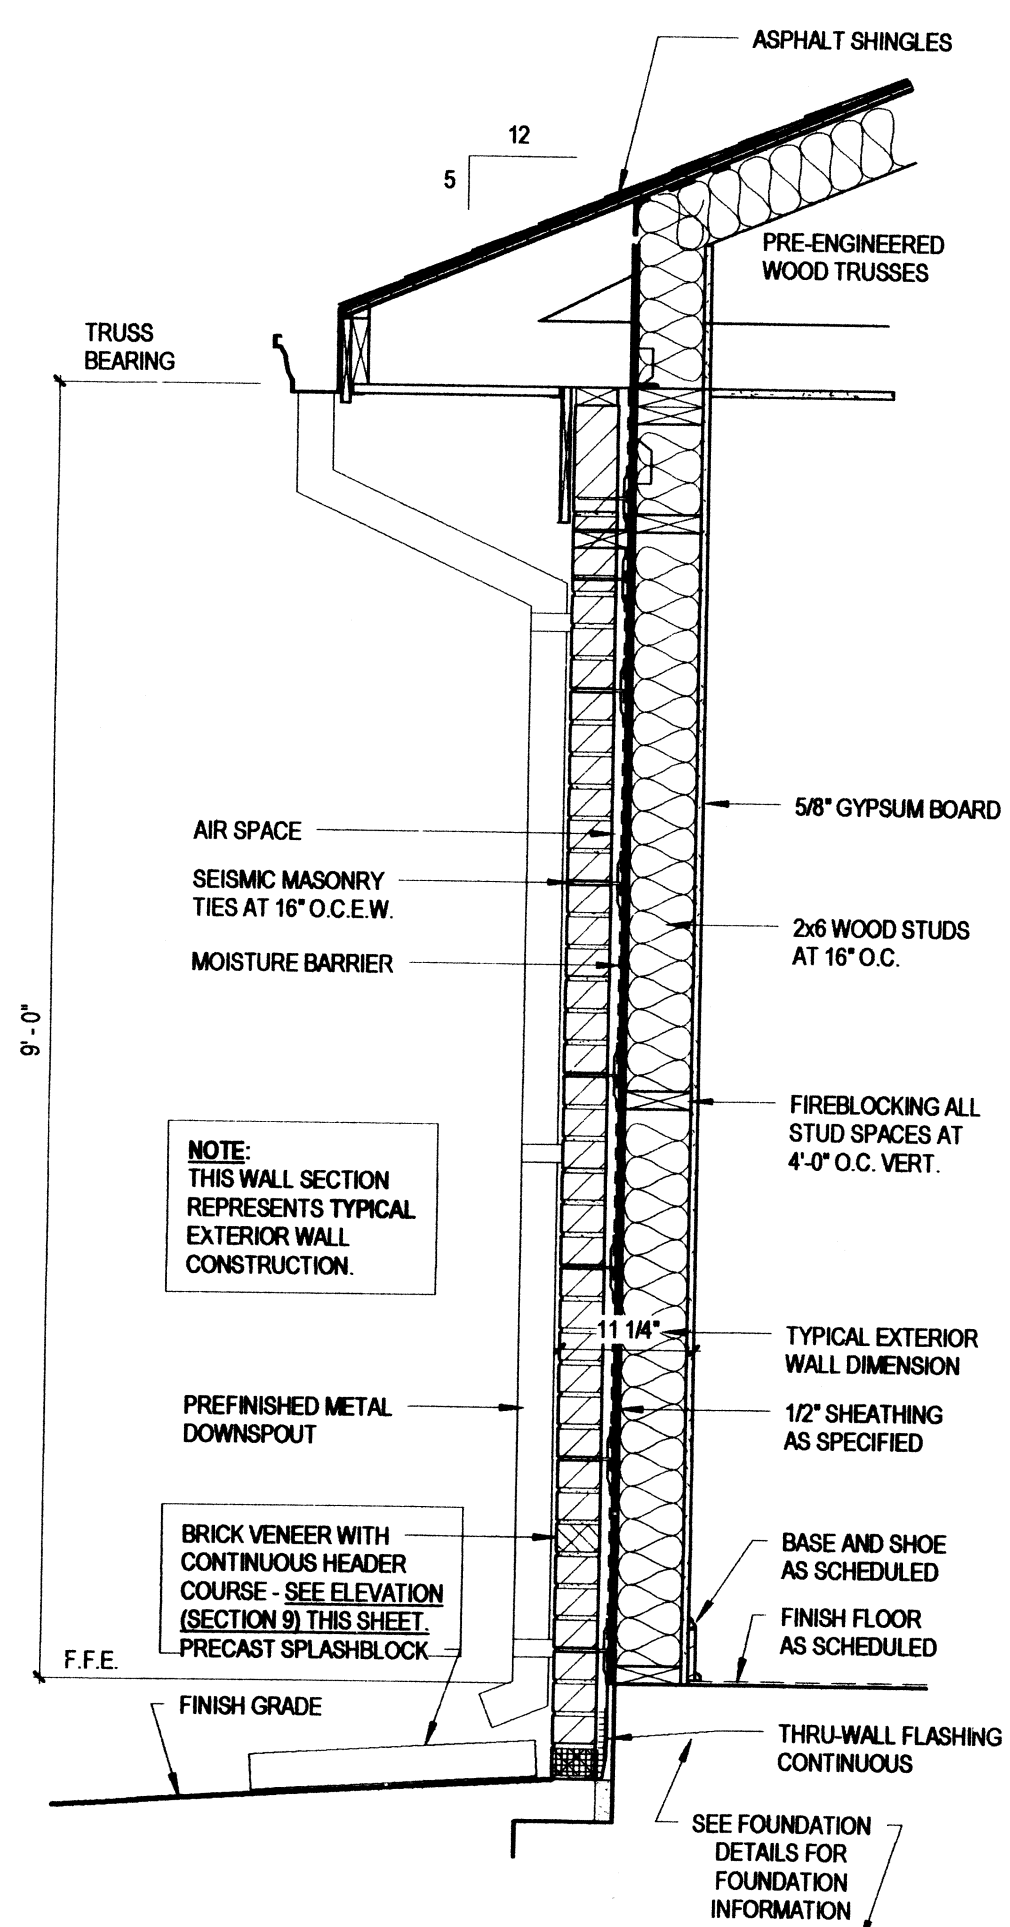 ASPHALT SHINGLES
12
5
PRE-ENGINEERED
WOOD TRUSSES
TRUSS
BEARING
5/8" GYPSUM BOARD
AIR SPACE
SEISMIC MASONRY
TIES AT 16" O.C.E.W.
2x6 WOOD STUDS
AT 16" O.C.
MOISTURE BARRIER
9' - 0"
FIREBLOCKING ALL
STUD SPACES AT
4'-0" O.C. VERT.
NOTE:
THIS WALL SECTION
REPRESENTS TYPICAL
EXTERIOR WALL
CONSTRUCTION.
11 1/4"
TYPICAL EXTERIOR
WALL DIMENSION
PREFINISHED METAL
DOWNSPOUT
1/2" SHEATHING
AS SPECIFIED
BRICK VENEER WITH
CONTINUOUS HEADER
COURSE - SEE ELEVATION
(SECTION 9) THIS SHEET.
PRECAST SPLASHBLOCK
BASE AND SHOE
AS SCHEDULED
FINISH FLOOR
AS SCHEDULED
F.F.E.
FINISH GRADE
THRU-WALL FLASHING
CONTINUOUS
SEE FOUNDATION
DETAILS FOR
FOUNDATION
INFORMATION